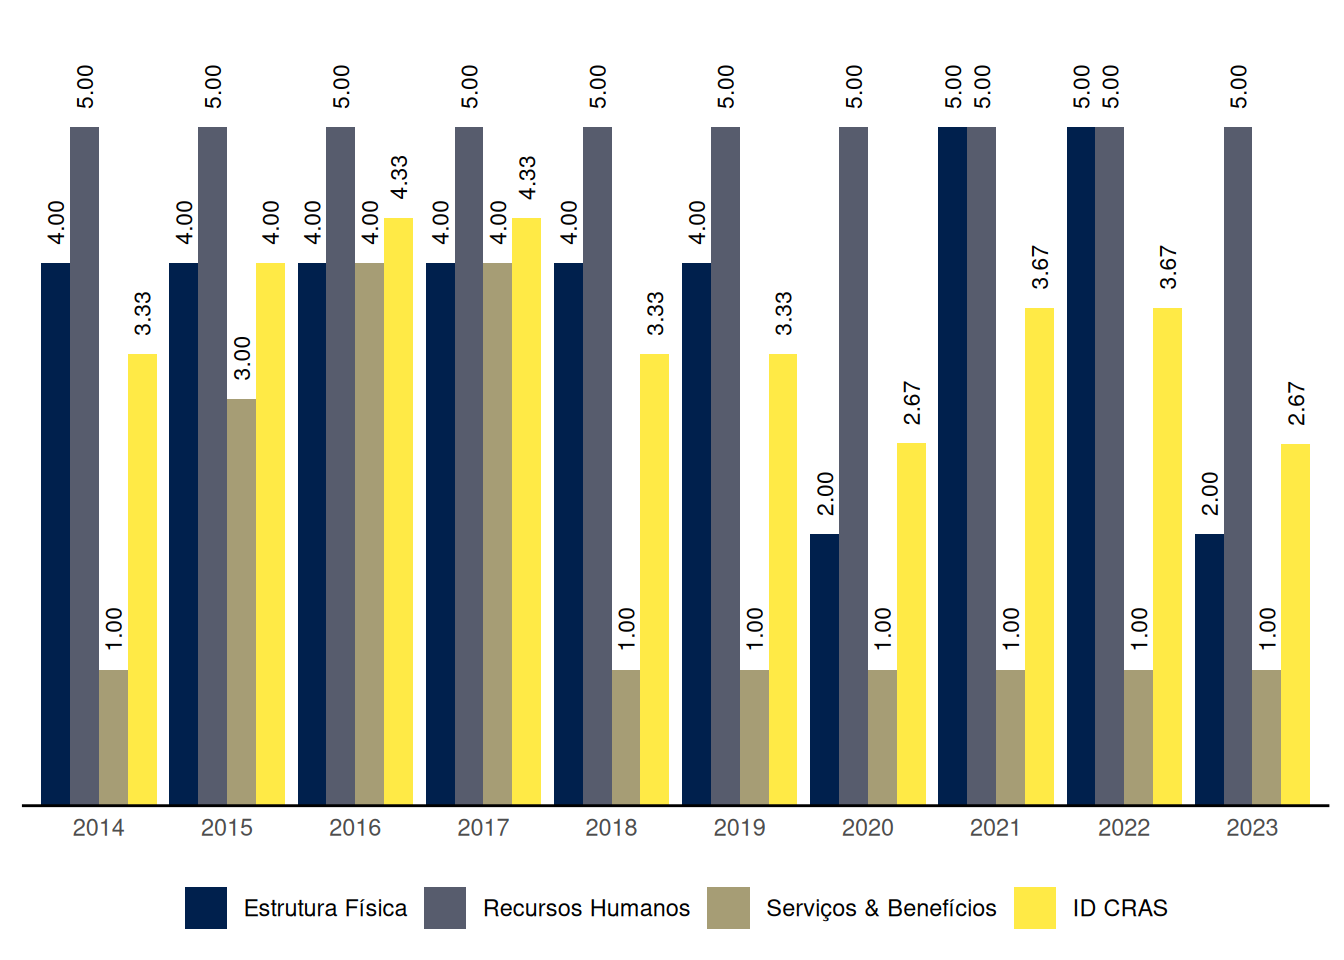 5.00 5.00 5.00 5.00 5.00 5.00 5.00 5.00 5.00 5.00 5.00 5.00
4.33 4.33
4.00 4.00 4.00 4.00 4.00 4.00 4.00 4.00 4.00
3.67 3.67
3.33 3.33 3.33
3.00
2.67 2.67
2.00 2.00
1.00 1.00 1.00 1.00 1.00 1.00 1.00
2014 2015 2016 2017 2018 2019 2020 2021 2022 2023
Estrutura Física Recursos Humanos Serviços & Benefícios ID CRAS